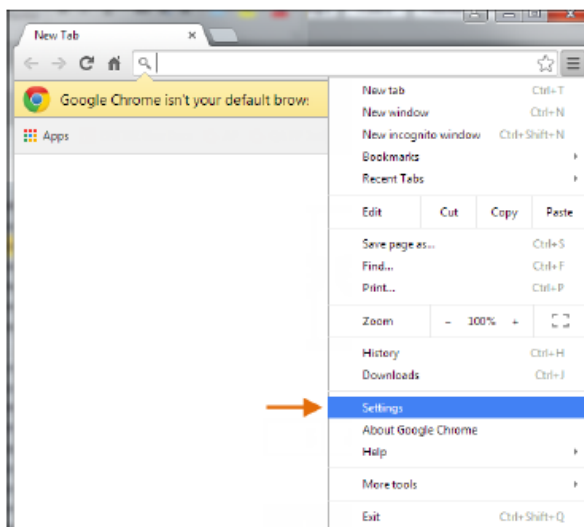 New Tab
Google Chrome isn't your default brow
Apps
New tab Ctrl+T
New window Ctrl+N
New incognito window Ctrl+Shift+N
Bookmarks
Recent Tabs
Edit Cut Copy Paste
Save page as... Ctrl+S
Find... Ctrl+F
Print... Ctrl+P
Zoom - 100% +
History Ctrl+H
Downloads Ctrl+J
Settings
About Google Chrome
Help
More tools
Exit Ctrl+Shift+Q